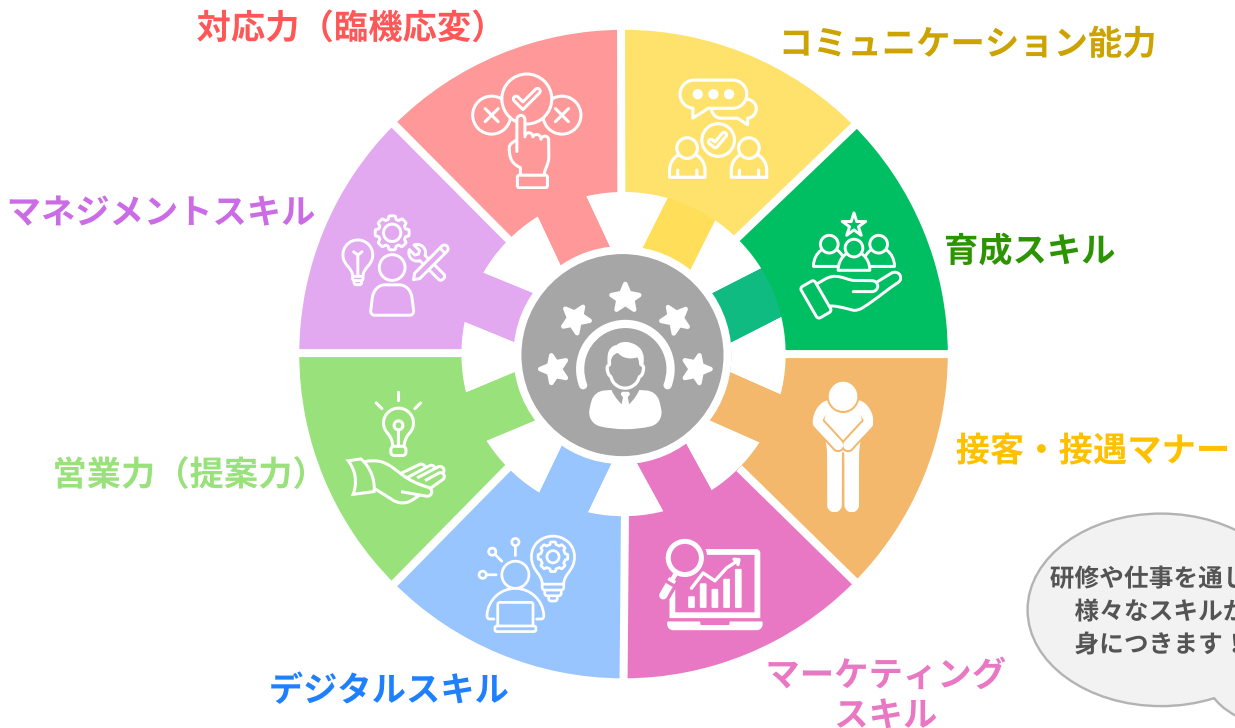 対応力（臨機応変）
コミュニケーション能力
マネジメントスキル
育成スキル
営業力（提案力）
接客・接遇マナー
デジタルスキル
マーケティング
スキル
研修や仕事を通し
様々なスキルが
身につきます！